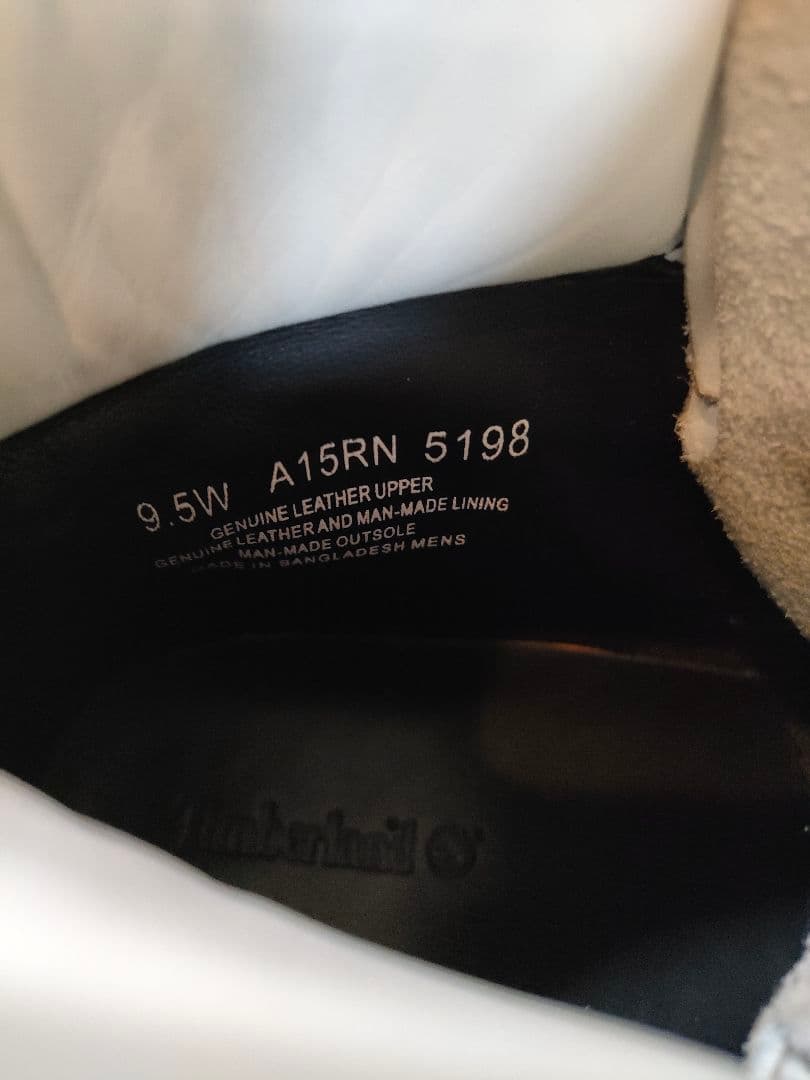 9.5W A15RN 5198
GENUINE LEATHER UPPER
GENUINE LEATHER AND MAN-MADE LINING
MAN-MADE OUTSOLE
MADE IN BANGLADESH MENS
Timberland